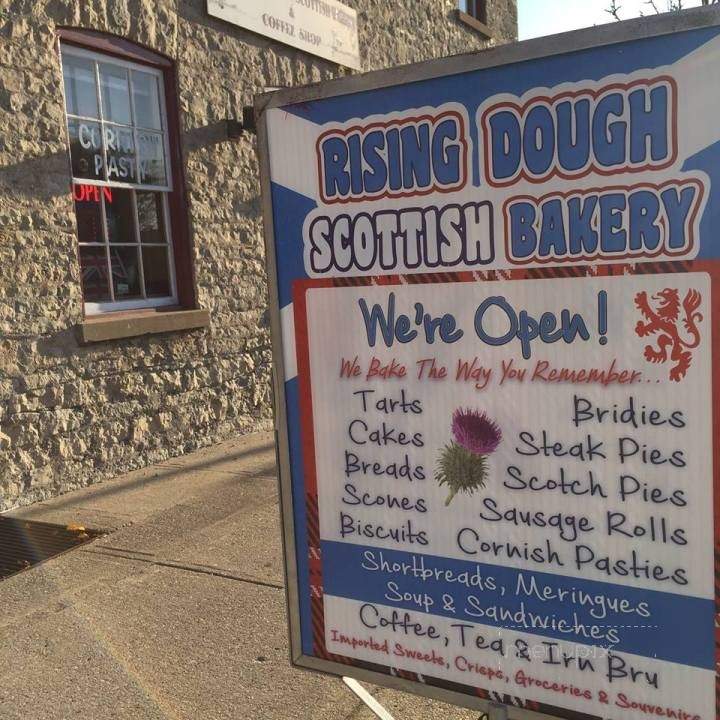 SCOTTISH
&
COFFEE SHOP
PASTY
OPEN
RISING DOUGH
SCOTTISH BAKERY
We're Open!
We Bake The Way You Remember...
Tarts
Cakes
Breads
Scones
Biscuits
Bridies
Steak Pies
Scotch Pies
Sausage Rolls
Cornish Pasties
Shortbreads, Meringues
Soup & Sandwiches
Coffee, Tea & Irn Bru
Imported Sweets, Crisps, Groceries & Souvenirs